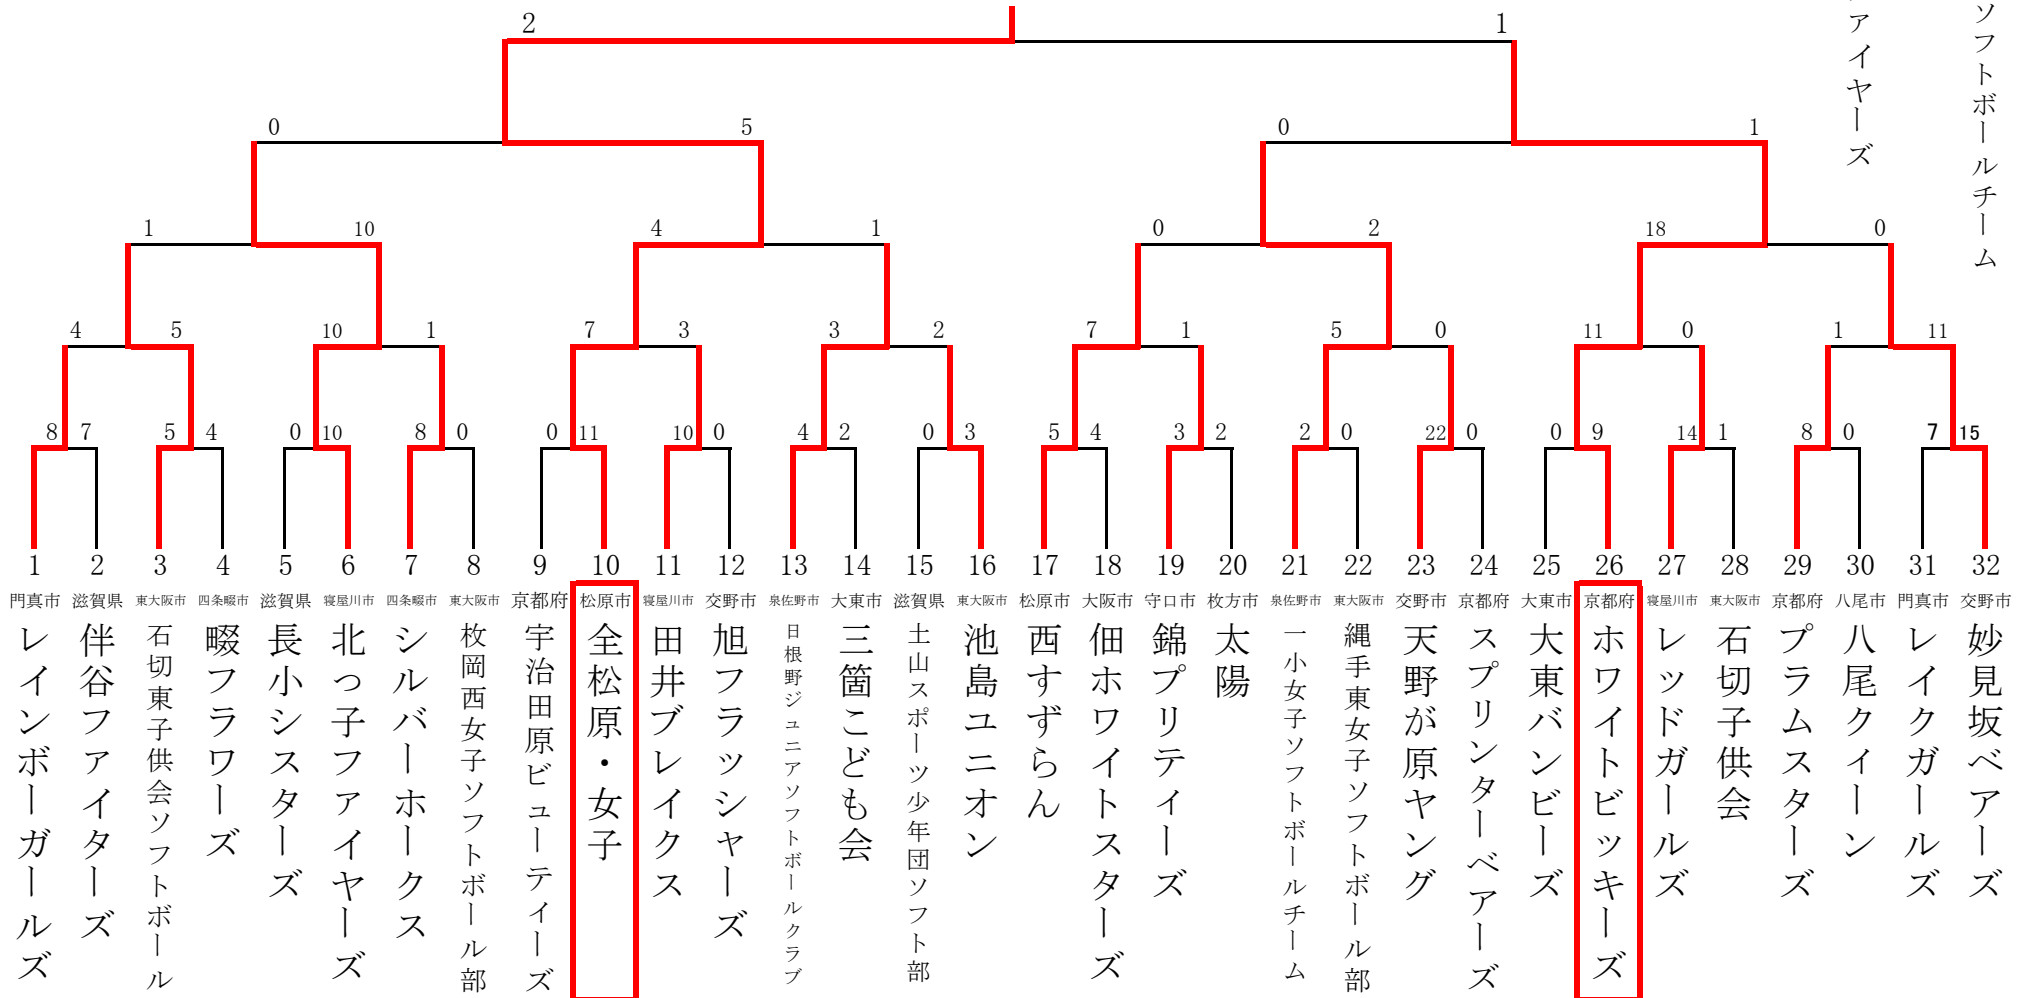 ァイヤーズ
ソフトボールチーム
2 1
0 5 0 1
1 10 4 1 0 2 18 0
4 5 10 1 7 3 3 2 7 1 5 0 11 0 1 11
8 7 5 4 0 10 8 0 0 11 10 0 4 2 0 3 5 4 3 2 2 0 22 0 0 9 14 1 8 0 7 15
1 2 3 4 5 6 7 8 9 10 11 12 13 14 15 16 17 18 19 20 21 22 23 24 25 26 27 28 29 30 31 32
門真市 滋賀県 東大阪市 四条畷市 滋賀県 寝屋川市 四条畷市 東大阪市 京都府 松原市 寝屋川市 交野市 泉佐野市 大東市 滋賀県 東大阪市 松原市 大阪市 守口市 枚方市 泉佐野市 東大阪市 交野市 京都府 大東市 京都府 寝屋川市 東大阪市 京都府 八尾市 門真市 交野市
レインボーガールズ
伴谷ファイターズ
石切東子供会ソフトボール
畷フラワーズ
長小シスターズ
北っ子ファイヤーズ
シルバーホークス
枚岡西女子ソフトボール部
宇治田原ビューティーズ
全松原・女子
田井ブレイクス
旭フラッシャーズ
日根野ジュニアソフトボールクラブ
三箇こども会
土山スポーツ少年団ソフト部
池島ユニオン
西すずらん
佃ホワイトスターズ
錦プリティーズ
太陽
一小女子ソフトボールチーム
縄手東女子ソフトボール部
天野が原ヤング
スプリンターベアーズ
大東バンビーズ
ホワイトビッキーズ
レッドガールズ
石切子供会
プラムスターズ
八尾クィーン
レイクガールズ
妙見坂ベアーズ